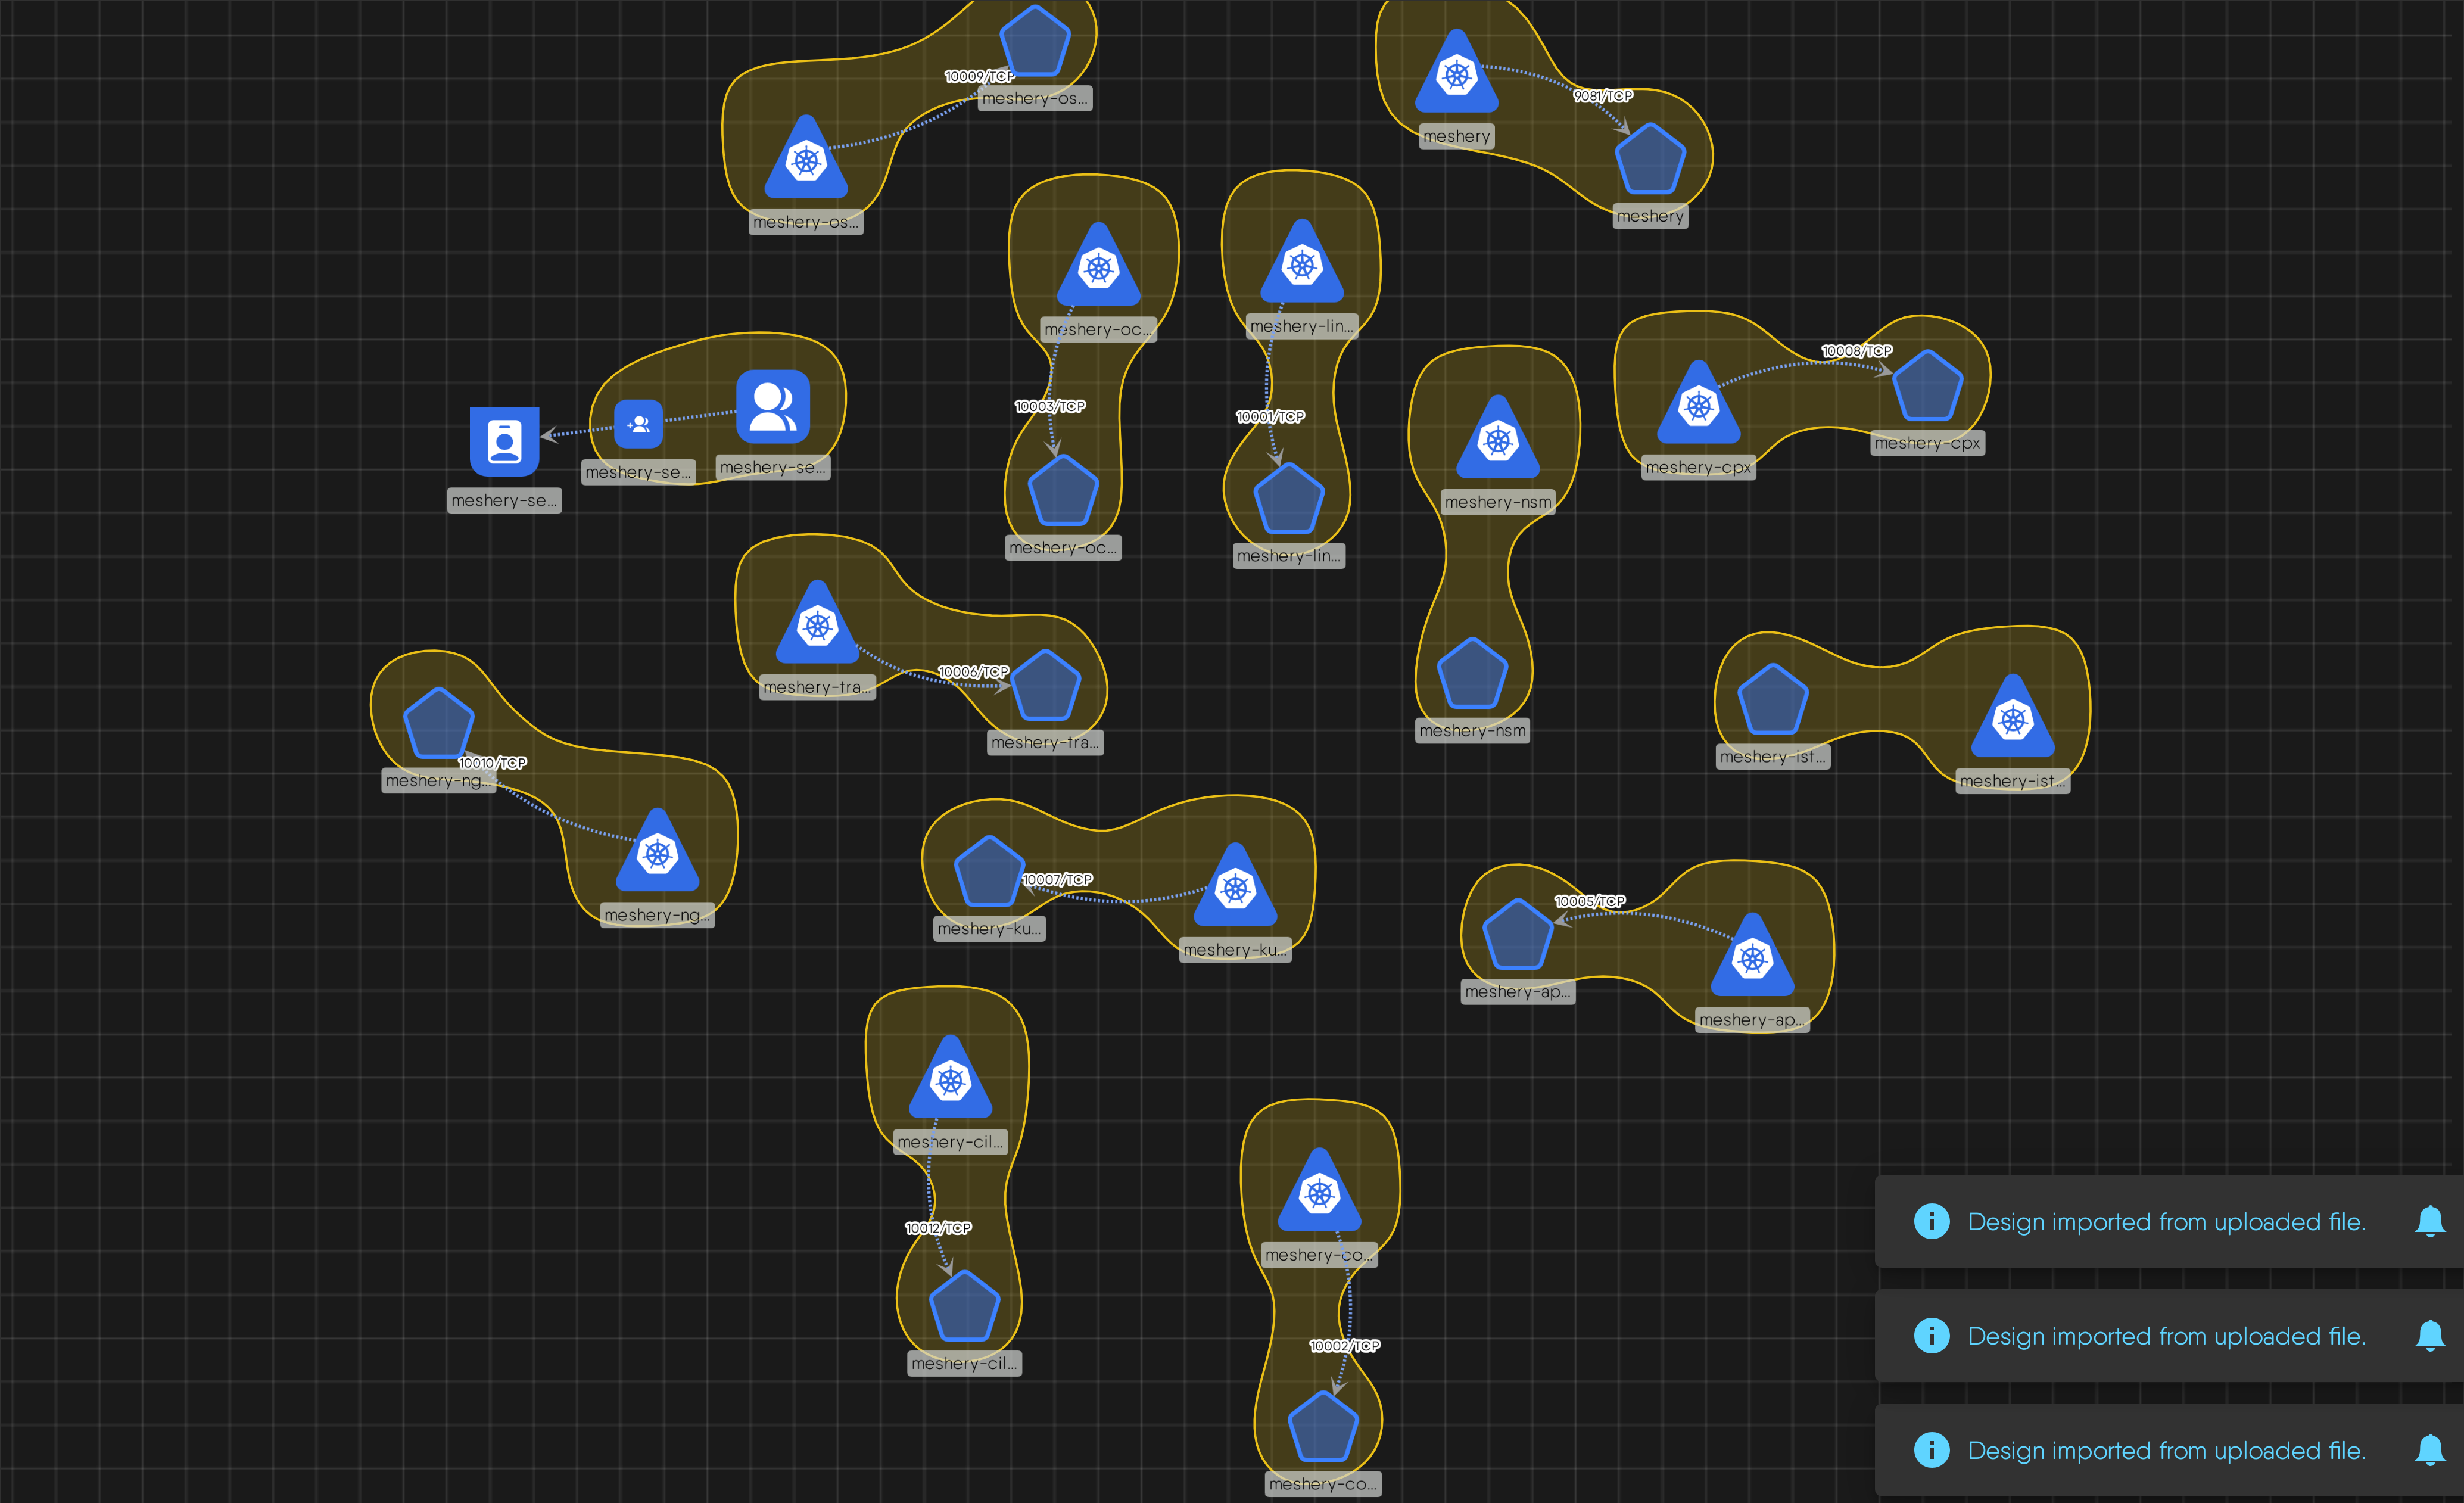 10009/TCP
meshery-os...
meshery-os...
9081/TCP
meshery
meshery
meshery-oc...
10003/TCP
meshery-oc...
meshery-lin...
10001/TCP
meshery-lin...
meshery-se...
meshery-se...
meshery-se...
meshery-nsm
meshery-nsm
10008/TCP
meshery-cpx
meshery-cpx
meshery-tra...
10006/TCP
meshery-tra...
meshery-ist...
meshery-ist...
10010/TCP
meshery-ng...
meshery-ng...
10007/TCP
meshery-ku...
meshery-ku...
10005/TCP
meshery-ap...
meshery-ap...
meshery-cil...
10012/TCP
meshery-cil...
meshery-co...
10002/TCP
meshery-co...
Design imported from uploaded file.
Design imported from uploaded file.
Design imported from uploaded file.